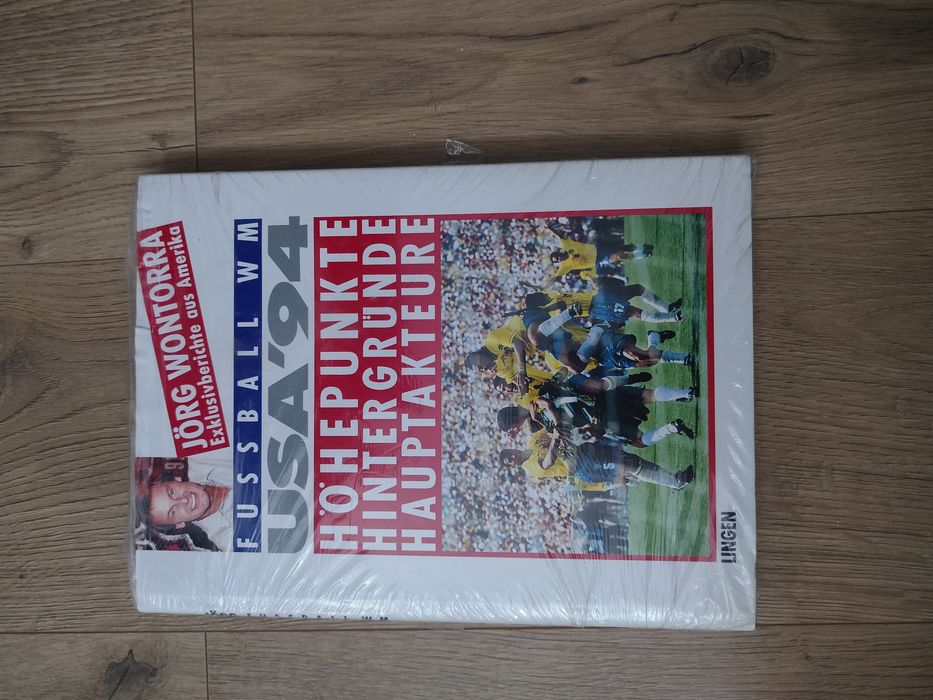 JÖRG WONTORRA
Exklusivberichte aus Amerika
FUSSBALL WM
USA'94
HÖHEPUNKTE
HINTERGRÜNDE
HAUPTAKTEURE
LINGEN